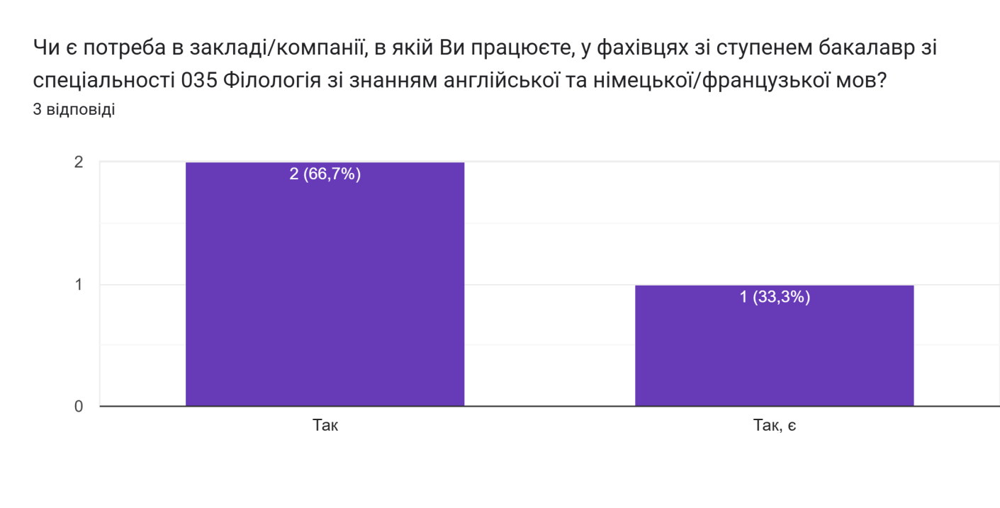 Чи є потреба в закладі/компанії, в якій Ви працюєте, у фахівцях зі ступенем бакалавр зі
спеціальності 035 Філологія зі знанням англійської та німецької/французької мов?
3 відповіді
2
2 (66,7%)
1
1 (33,3%)
0
Так
Так, є